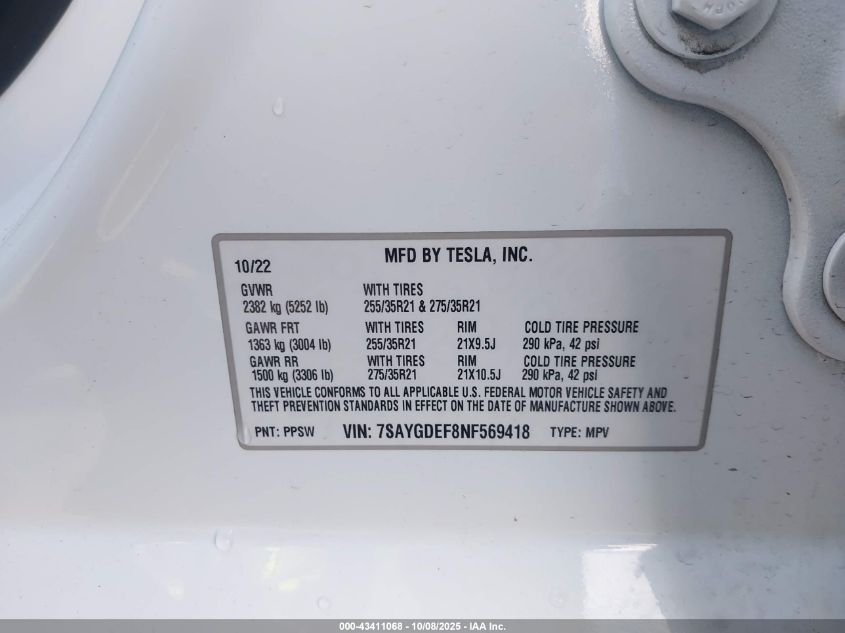 MFD BY TESLA, INC.
10/22
GVWR WITH TIRES
2382 kg (5252 lb) 255/35R21 & 275/35R21
GAWR FRT WITH TIRES RIM COLD TIRE PRESSURE
1363 kg (3004 lb) 255/35R21 21X9.5J 290 kPa, 42 psi
GAWR RR WITH TIRES RIM COLD TIRE PRESSURE
1500 kg (3306 lb) 275/35R21 21X10.5J 290 kPa, 42 psi
THIS VEHICLE CONFORMS TO ALL APPLICABLE U.S. FEDERAL MOTOR VEHICLE SAFETY AND
THEFT PREVENTION STANDARDS IN EFFECT ON THE DATE OF MANUFACTURE SHOWN ABOVE.
PNT: PPSW VIN: 7SAYGDEF8NF569418 TYPE: MPV
000-43411068 - 10/08/2025 - IAA Inc.